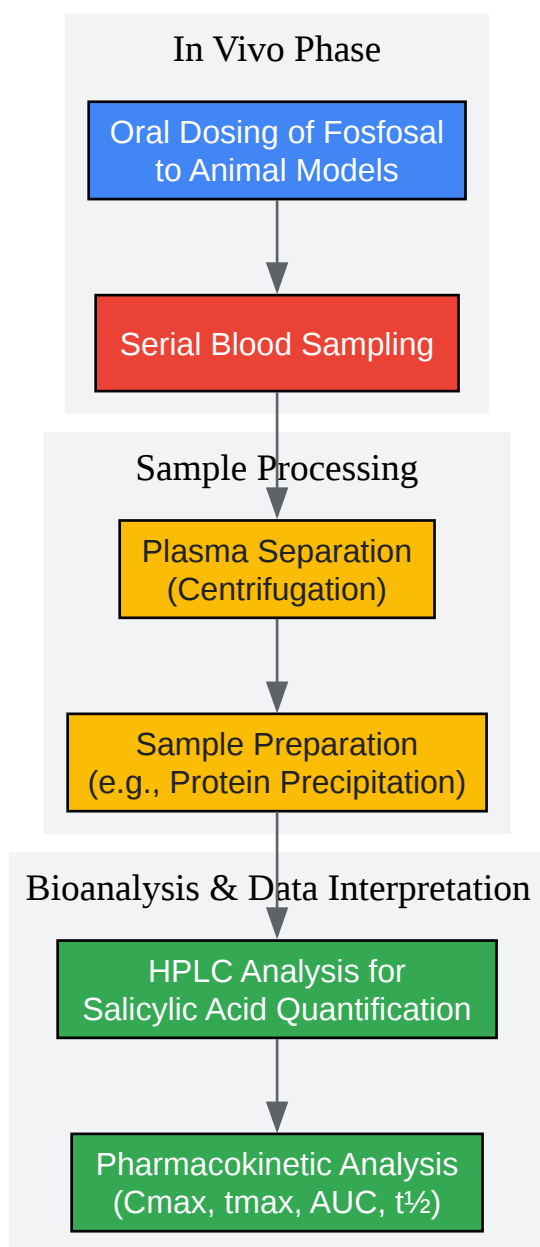 In Vivo Phase
Oral Dosing of Fosfosal
to Animal Models
Serial Blood Sampling
Sample Processing
Plasma Separation
(Centrifugation)
Sample Preparation
(e.g., Protein Precipitation)
Bioanalysis & Data Interpretation
HPLC Analysis for
Salicylic Acid Quantification
Pharmacokinetic Analysis
(Cmax, tmax, AUC, t½)